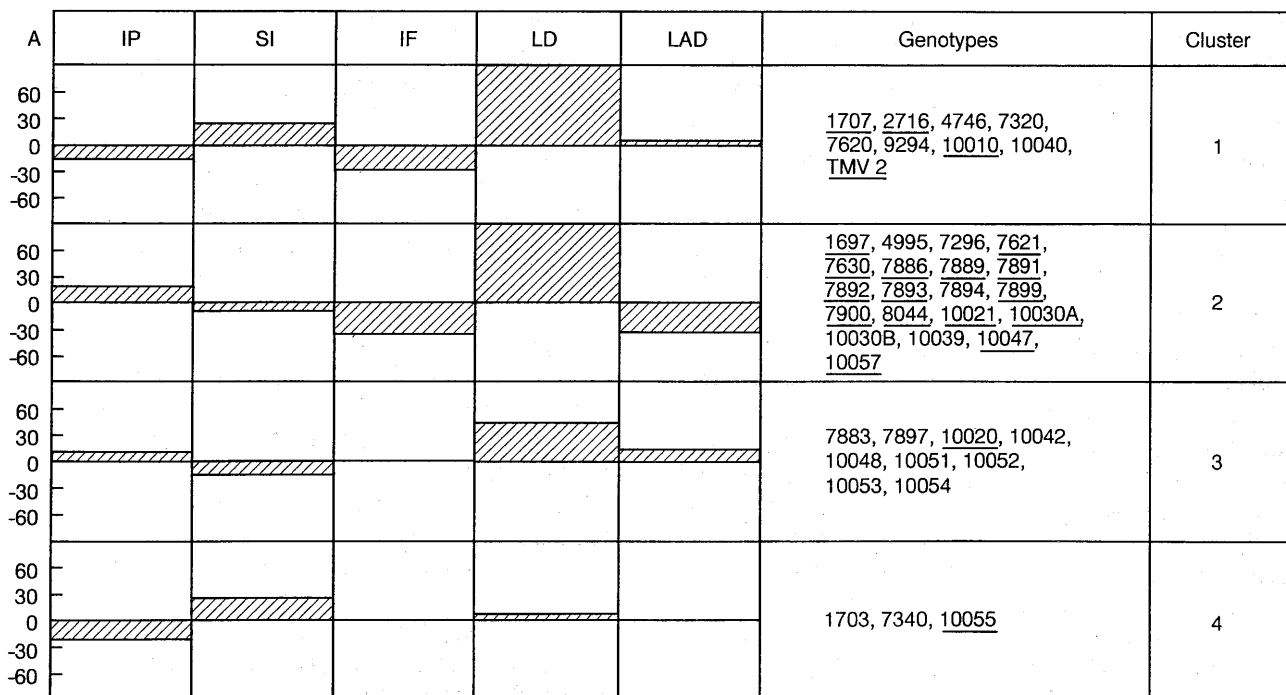 A IP SI IF LD LAD Genotypes Cluster
60
30
0
-30
-60
1707, 2716, 4746, 7320,
7620, 9294, 10010, 10040,
TMV 2
1
60
30
0
-30
-60
1697, 4995, 7296, 7621,
7630, 7886, 7889, 7891,
7892, 7893, 7894, 7899,
7900, 8044, 10021, 10030A,
10030B, 10039, 10047,
10057
2
60
30
0
-30
-60
7883, 7897, 10020, 10042,
10048, 10051, 10052,
10053, 10054
3
60
30
0
-30
-60
1703, 7340, 10055
4